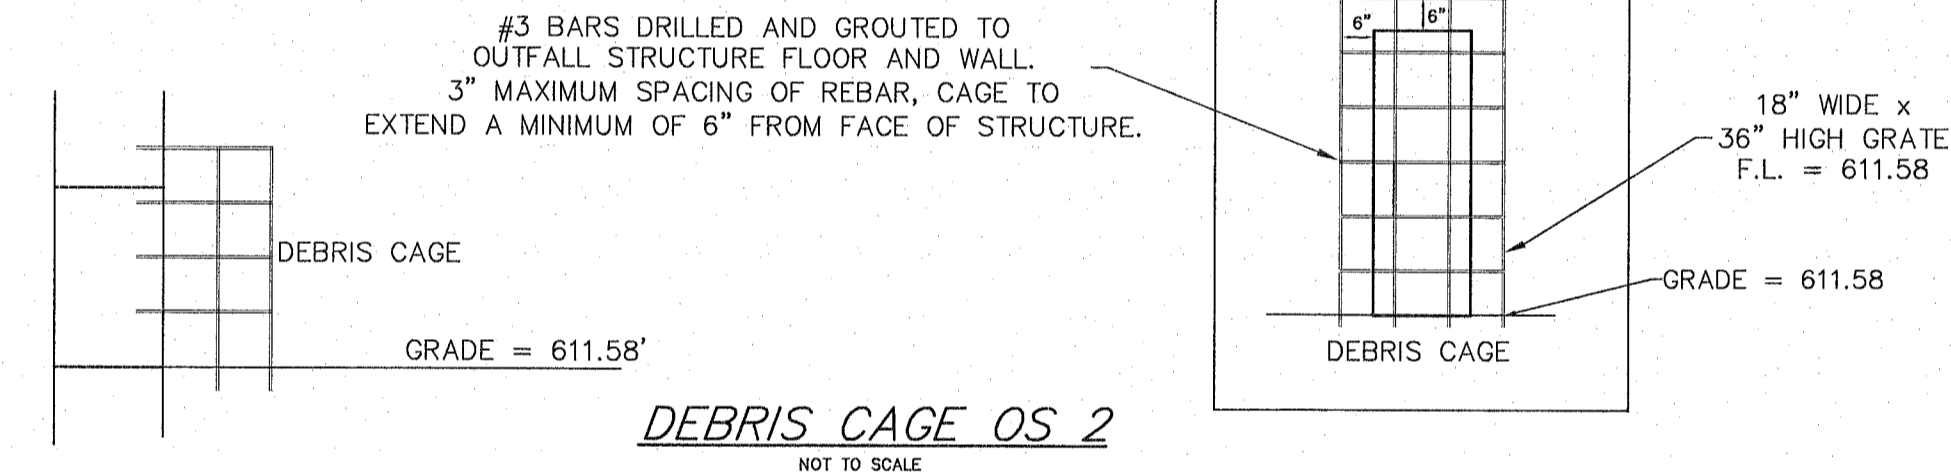 #3 BARS DRILLED AND GROUTED TO
OUTFALL STRUCTURE FLOOR AND WALL.
3" MAXIMUM SPACING OF REBAR, CAGE TO
EXTEND A MINIMUM OF 6" FROM FACE OF STRUCTURE.
DEBRIS CAGE
GRADE = 611.58'
6"
6"
18" WIDE x
36" HIGH GRATE
F.L. = 611.58
GRADE = 611.58
DEBRIS CAGE
DEBRIS CAGE OS 2
NOT TO SCALE